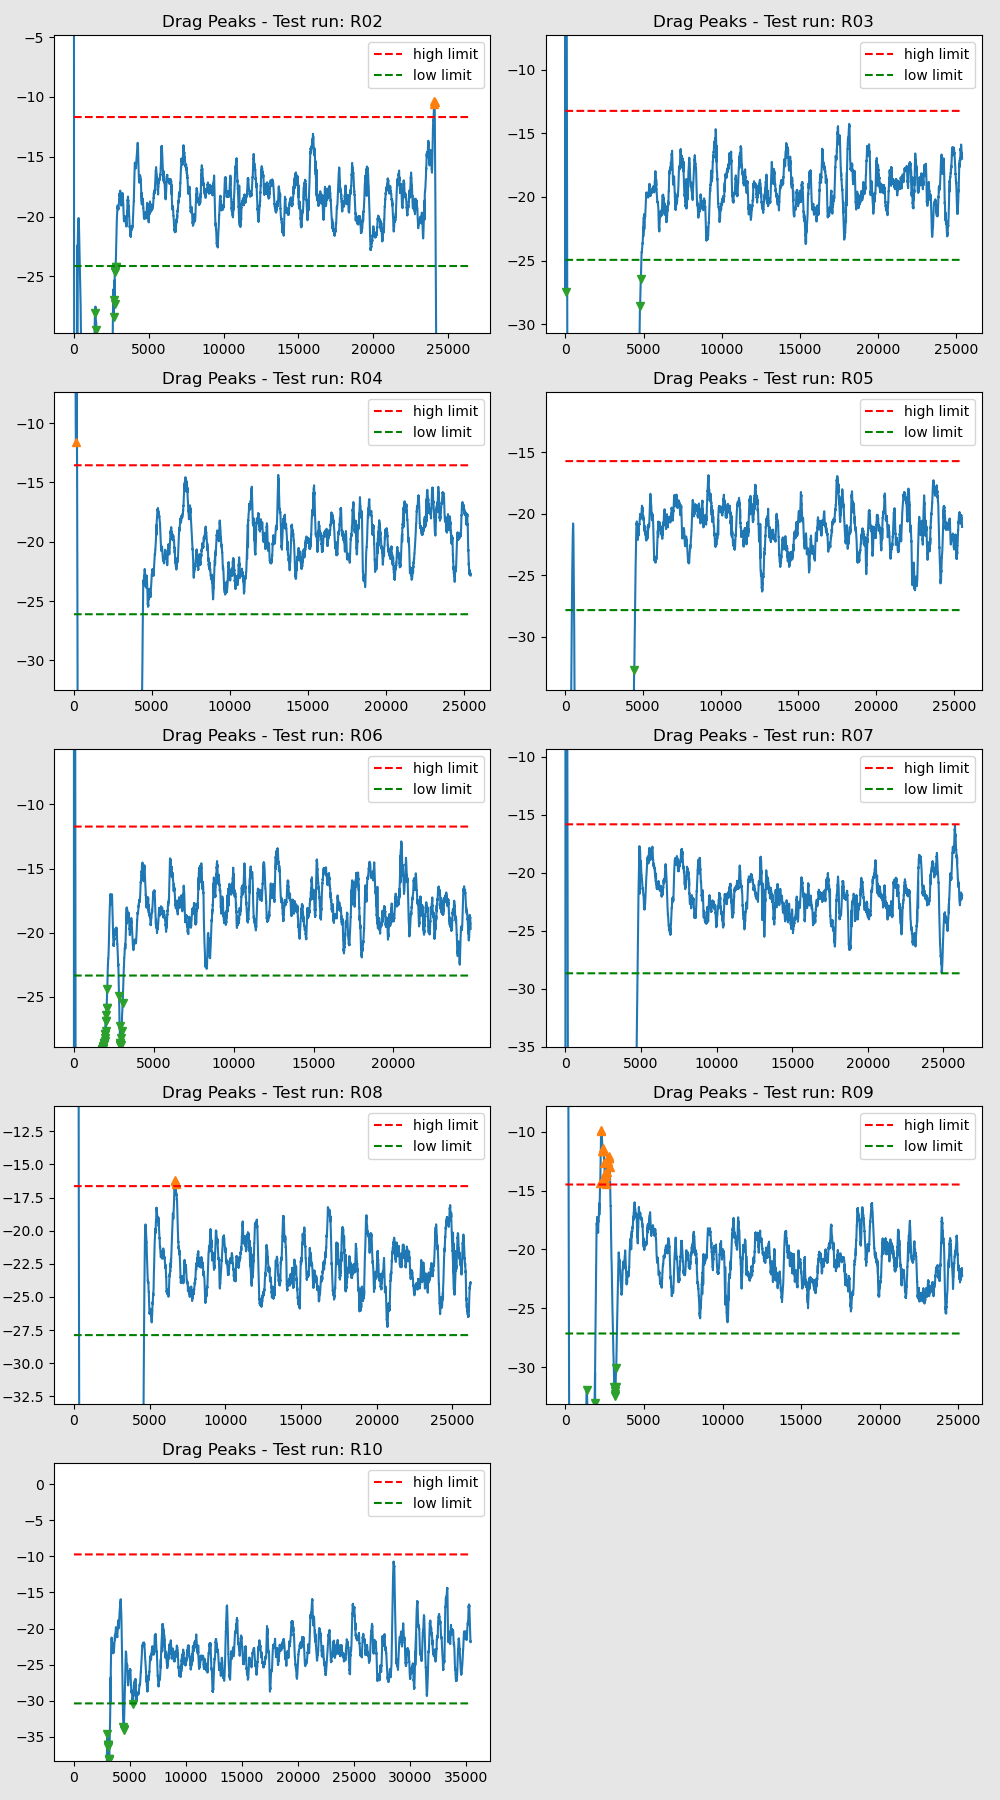 Drag Peaks - Test run: R02
−5
−10
−15
−20
−25
high limit
low limit
0 5000 10000 15000 20000 25000
Drag Peaks - Test run: R03
−10
−15
−20
−25
−30
high limit
low limit
0 5000 10000 15000 20000 25000
Drag Peaks - Test run: R04
−10
−15
−20
−25
−30
high limit
low limit
0 5000 10000 15000 20000 25000
Drag Peaks - Test run: R05
−15
−20
−25
−30
high limit
low limit
0 5000 10000 15000 20000 25000
Drag Peaks - Test run: R06
−10
−15
−20
−25
high limit
low limit
0 5000 10000 15000 20000
Drag Peaks - Test run: R07
−10
−15
−20
−25
−30
−35
high limit
low limit
0 5000 10000 15000 20000 25000
Drag Peaks - Test run: R08
−12.5
−15.0
−17.5
−20.0
−22.5
−25.0
−27.5
−30.0
−32.5
high limit
low limit
0 5000 10000 15000 20000 25000
Drag Peaks - Test run: R09
−10
−15
−20
−25
−30
high limit
low limit
0 5000 10000 15000 20000 25000
Drag Peaks - Test run: R10
0
−5
−10
−15
−20
−25
−30
−35
high limit
low limit
0 5000 10000 15000 20000 25000 30000 35000